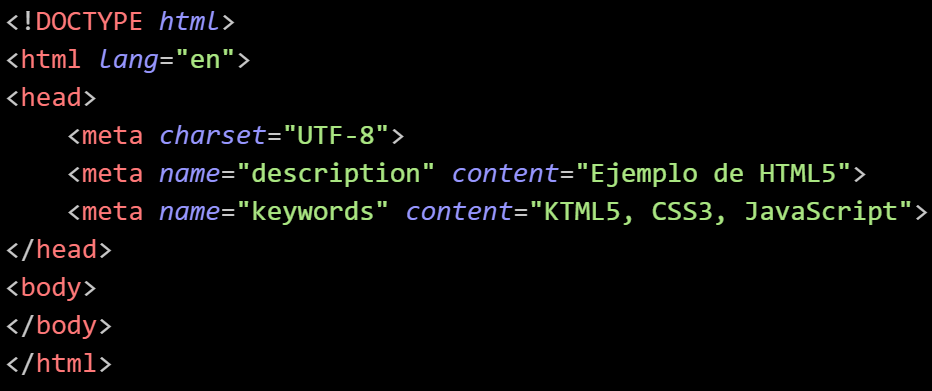 <!DOCTYPE html>
<html lang="en">
<head>
    <meta charset="UTF-8">
    <meta name="description" content="Ejemplo de HTML5">
    <meta name="keywords" content="KTML5, CSS3, JavaScript">
</head>
<body>
</body>
</html>